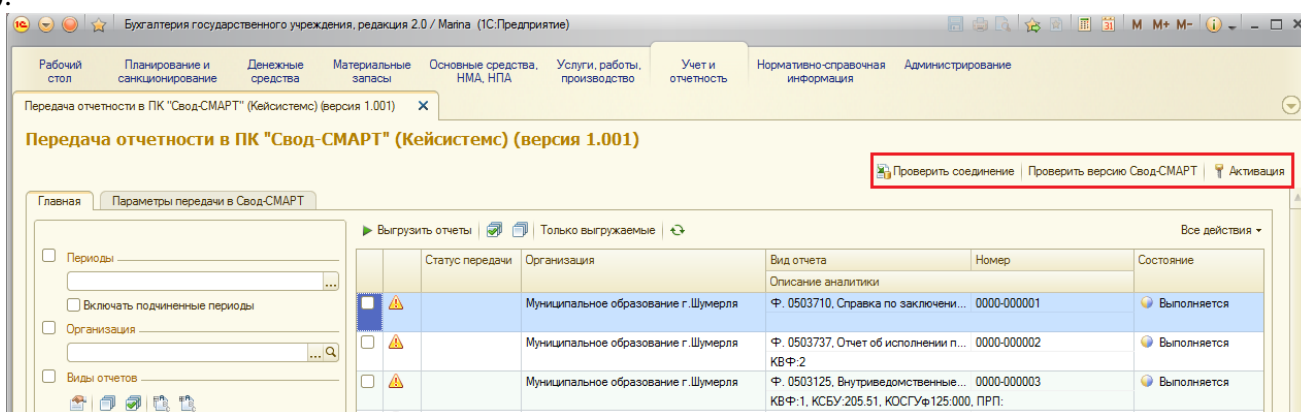 ).
Бухгалтерия государственного учреждения, редакция 2.0 / Marina (1С:Предприятие)
M M+ M-
Рабочий стол
Планирование и санкционирование
Денежные средства
Материальные запасы
Основные средства, НМА, НПА
Услуги, работы, производство
Учет и отчетность
Нормативно-справочная информация
Администрирование
Передача отчетности в ПК "Свод-СМАРТ" (Кейсистемс) (версия 1.001)
Передача отчетности в ПК "Свод-СМАРТ" (Кейсистемс) (версия 1.001)
Проверить соединение Проверить версию Свод-СМАРТ Активация
Главная Параметры передачи в Свод-СМАРТ
Выгрузить отчеты Только выгружаемые Все действия
Периоды
Включать подчиненные периоды
Организация
Виды отчетов
Статус передачи Организация Вид отчета Номер Состояние
Описание аналитики
Муниципальное образование г.Шумерля Ф. 0503710, Справка по заключени... 0000-000001 Выполняется
Муниципальное образование г.Шумерля Ф. 0503737, Отчет об исполнении п... 0000-000002 Выполняется
КВФ:2
Муниципальное образование г.Шумерля Ф. 0503125, Внутриведомственные... 0000-000003 Выполняется
КВФ:1, КСБУ:205.51, КОСГУф125:000, ПРП: